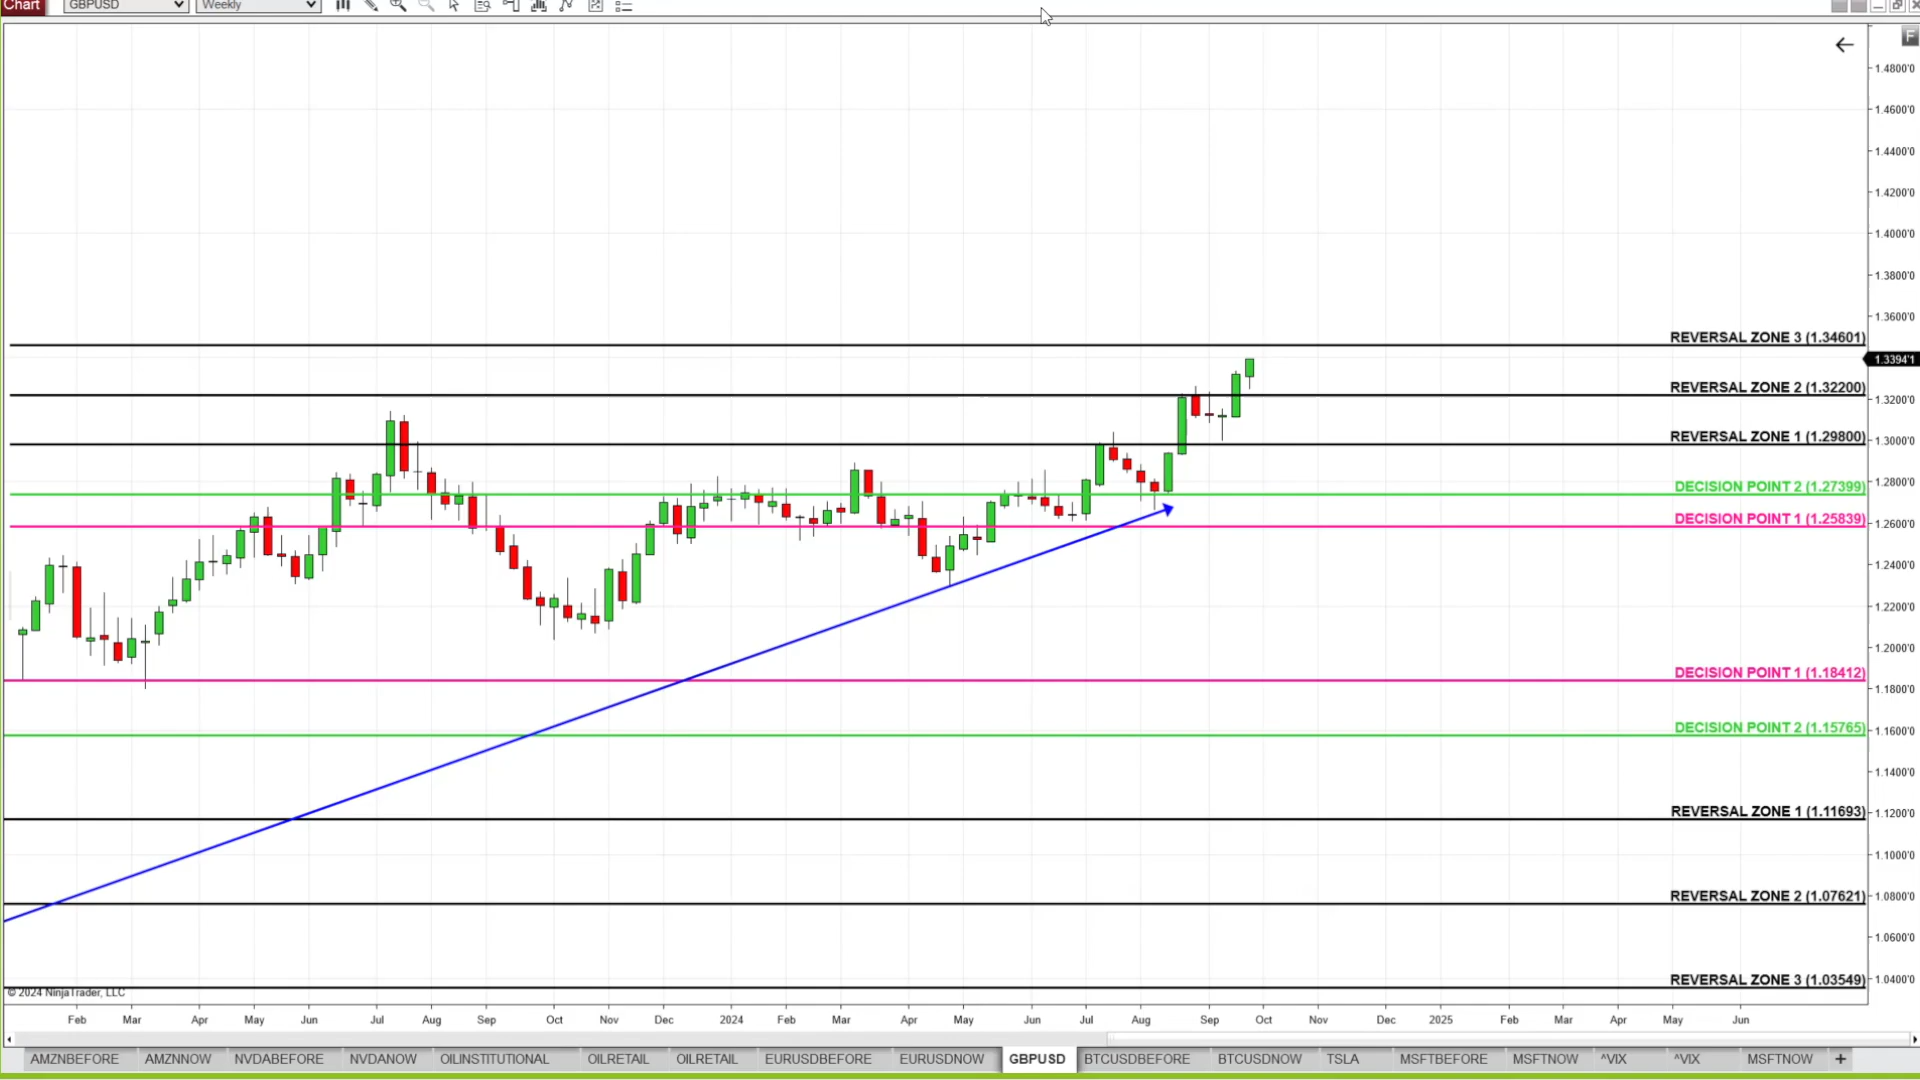 Chart GBPUSD Weekly
F
1.4800'0
1.4600'0
1.4400'0
1.4200'0
1.4000'0
1.3800'0
1.3600'0
REVERSAL ZONE 3 (1.34601)
1.3394'1
REVERSAL ZONE 2 (1.32200)
1.3200'0
REVERSAL ZONE 1 (1.29800)
1.3000'0
1.2800'0
DECISION POINT 2 (1.27399)
DECISION POINT 1 (1.25839)
1.2600'0
1.2400'0
1.2200'0
1.2000'0
DECISION POINT 1 (1.18412)
1.1800'0
DECISION POINT 2 (1.15765)
1.1600'0
1.1400'0
REVERSAL ZONE 1 (1.11693)
1.1200'0
1.1000'0
REVERSAL ZONE 2 (1.07621)
1.0800'0
1.0600'0
REVERSAL ZONE 3 (1.03549)
1.0400'0
© 2024 NinjaTrader, LLC
Feb Mar Apr May Jun Jul Aug Sep Oct Nov Dec 2024 Feb Mar Apr May Jun Jul Aug Sep Oct Nov Dec 2025 Feb Mar Apr May Jun
AMZNBEFORE AMZNNOW NVDABEFORE NVDANOW OILINSTITUTIONAL OILRETAIL OILRETAIL EURUSDBEFORE EURUSDNOW GBPUSD BTCUSDBEFORE BTCUSDNOW TSLA MSFTBEFORE MSFTNOW ^VIX ^VIX MSFTNOW +